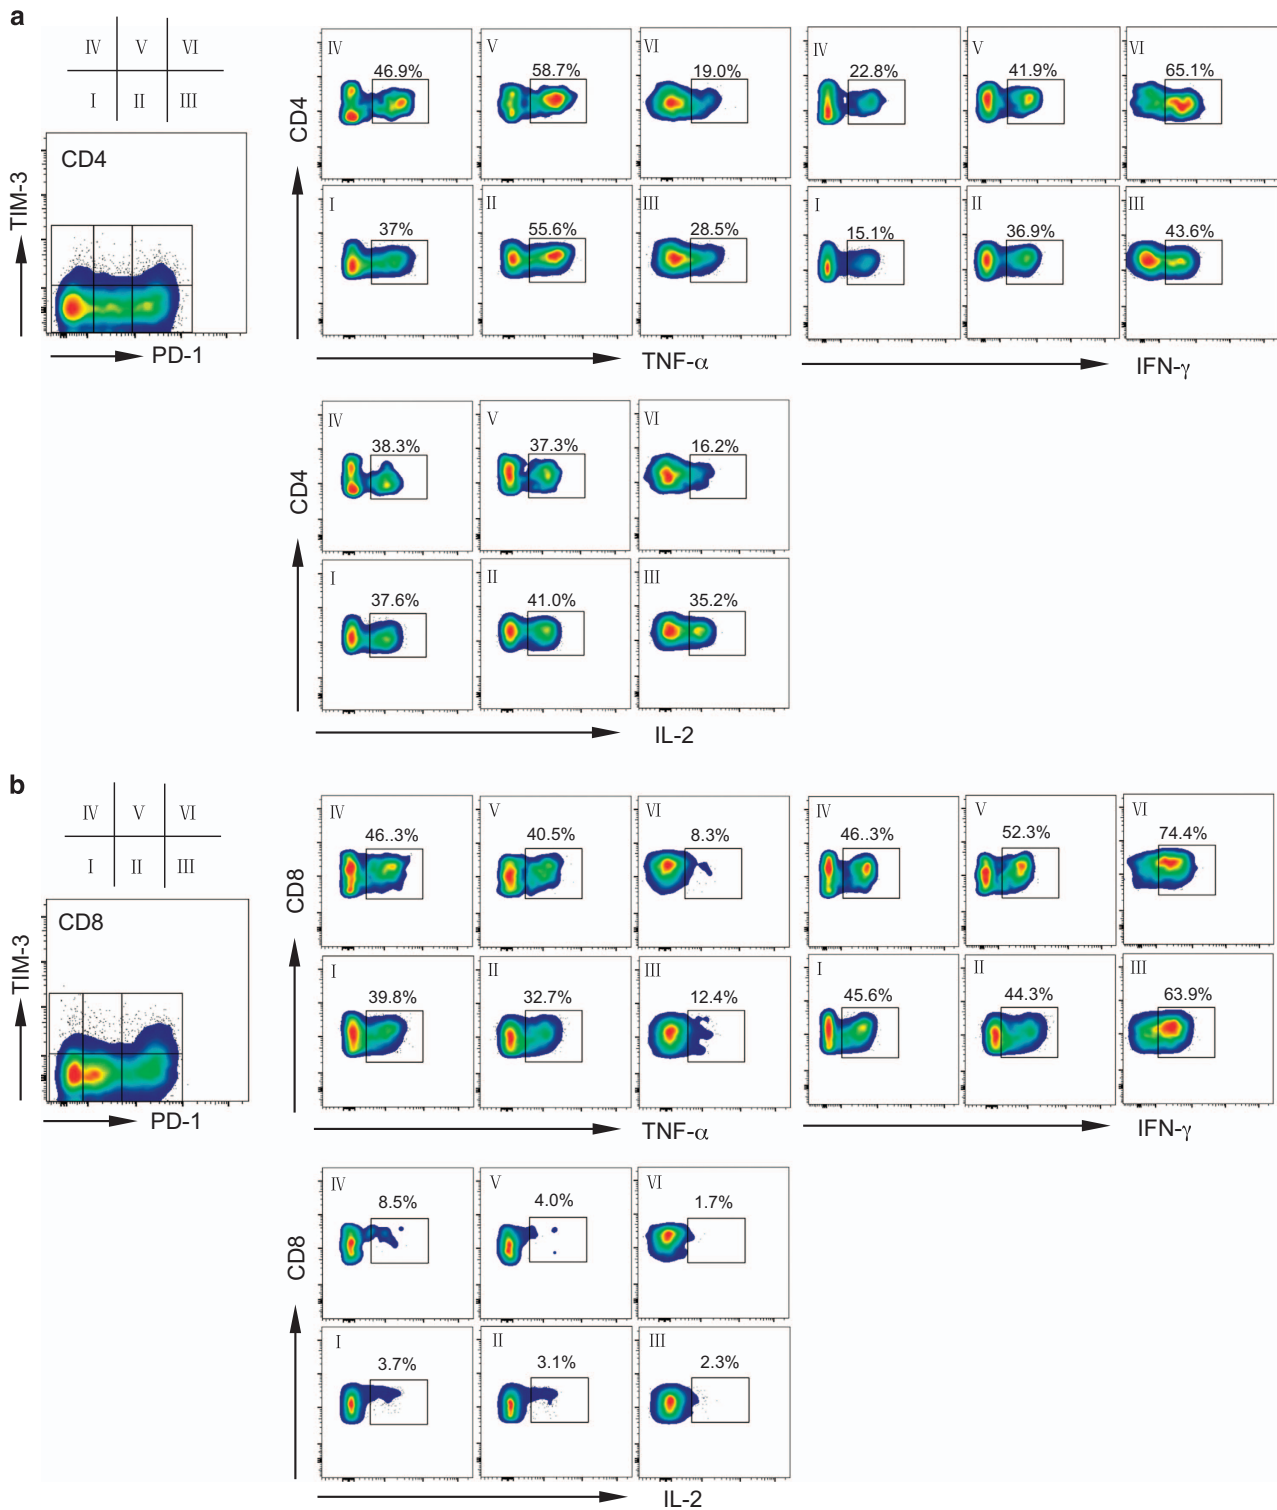 a
IV V VI
I II III
CD4
TIM-3
PD-1
IV V VI
46.9% 58.7% 19.0%
I II III
37% 55.6% 28.5%
CD4
TNF-α
IV V VI
22.8% 41.9% 65.1%
I II III
15.1% 36.9% 43.6%
IFN-γ
IV V VI
38.3% 37.3% 16.2%
I II III
37.6% 41.0% 35.2%
CD4
IL-2
b
IV V VI
I II III
CD8
TIM-3
PD-1
IV V VI
46..3% 40.5% 8.3%
I II III
39.8% 32.7% 12.4%
CD8
TNF-α
IV V VI
46..3% 52.3% 74.4%
I II III
45.6% 44.3% 63.9%
IFN-γ
IV V VI
8.5% 4.0% 1.7%
I II III
3.7% 3.1% 2.3%
CD8
IL-2